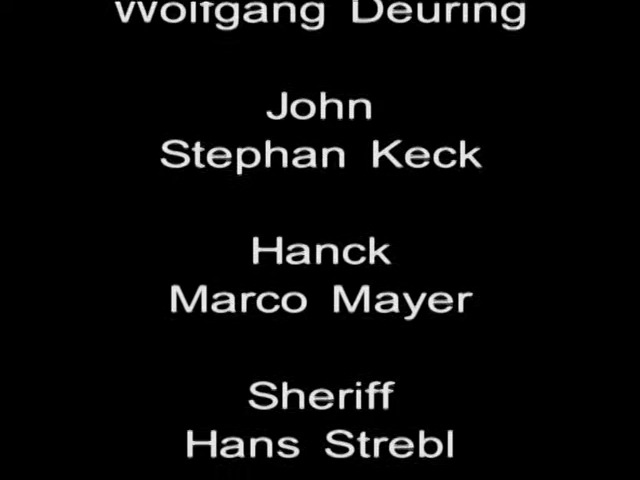 Wolfgang Deuring
John
Stephan Keck
Hanck
Marco Mayer
Sheriff
Hans Strebl